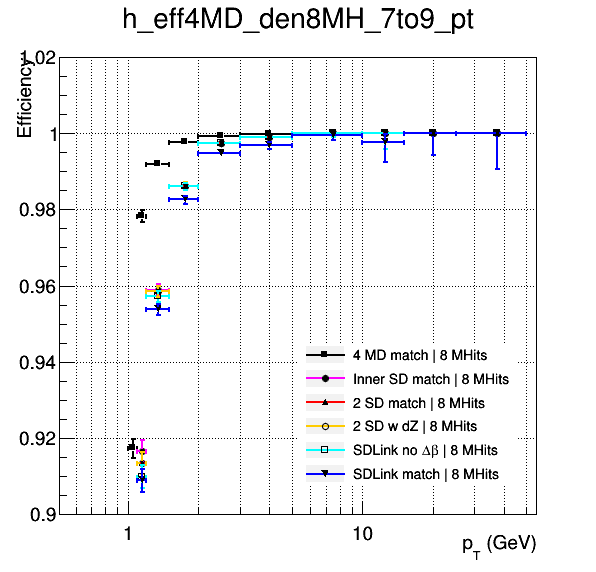 h_eff4MD_den8MH_7to9_pt
Efficiency
1.02
1
0.98
0.96
0.94
0.92
0.9
4 MD match | 8 MHits
Inner SD match | 8 MHits
2 SD match | 8 MHits
2 SD w dZ | 8 MHits
SDLink no Δβ | 8 MHits
SDLink match | 8 MHits
1
10
p_T (GeV)